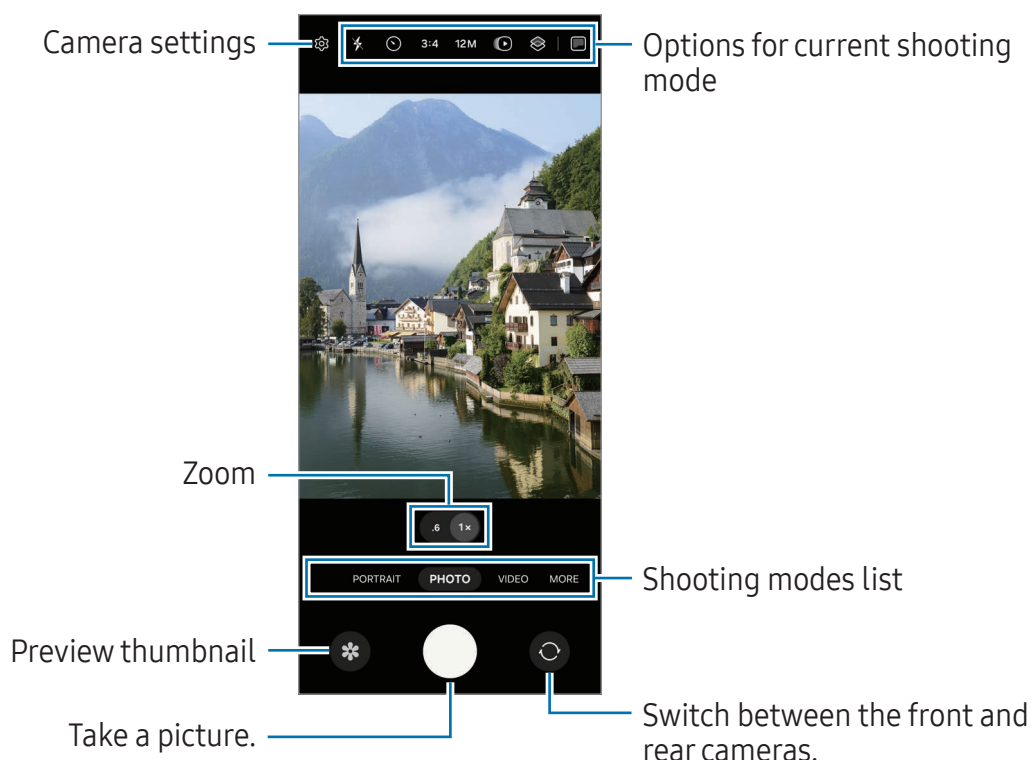 Camera settings
3:4 12M
Options for current shooting
mode
Zoom
.6 1×
PORTRAIT PHOTO VIDEO MORE
Shooting modes list
Preview thumbnail
Take a picture.
Switch between the front and
rear cameras.